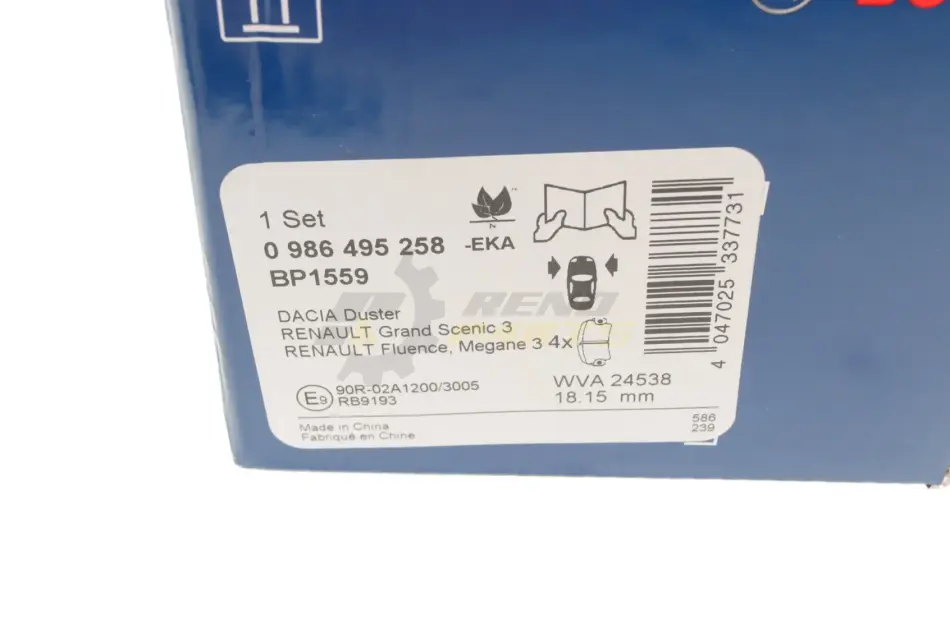 1 Set
0 986 495 258 -EKA
BP1559
N
DACIA Duster
RENAULT Grand Scenic 3
RENAULT Fluence, Megane 3 4x
E9 90R-02A1200/3005
RB9193
WVA 24538
18.15 mm
Made in China
Fabriqué en Chine
586
239
4 047025 337731
RENO